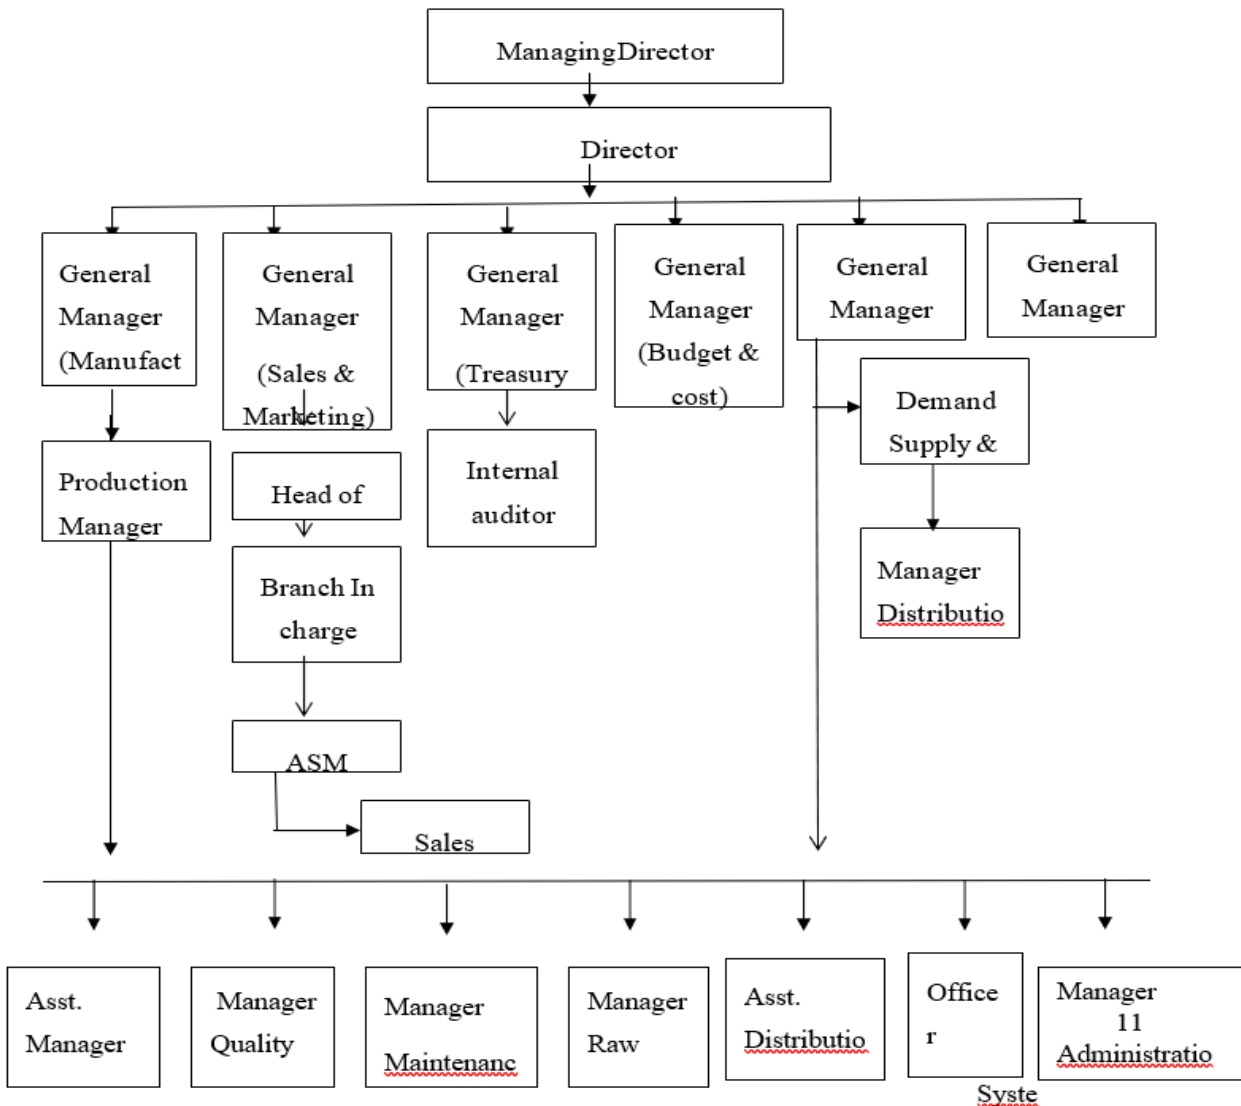 ManagingDirector
Director
General
Manager
(Manufact
General
Manager
(Sales &
Marketing)
General
Manager
(Treasury
General
Manager
(Budget &
cost)
General
Manager
General
Manager
Production
Manager
Head of
Internal
auditor
Demand
Supply &
Branch In
charge
Manager
Distributio
ASM
Sales
Asst.
Manager
Manager
Quality
Manager
Maintenanc
Manager
Raw
Asst.
Distributio
Office
r
Manager
11
Administratio
Syste